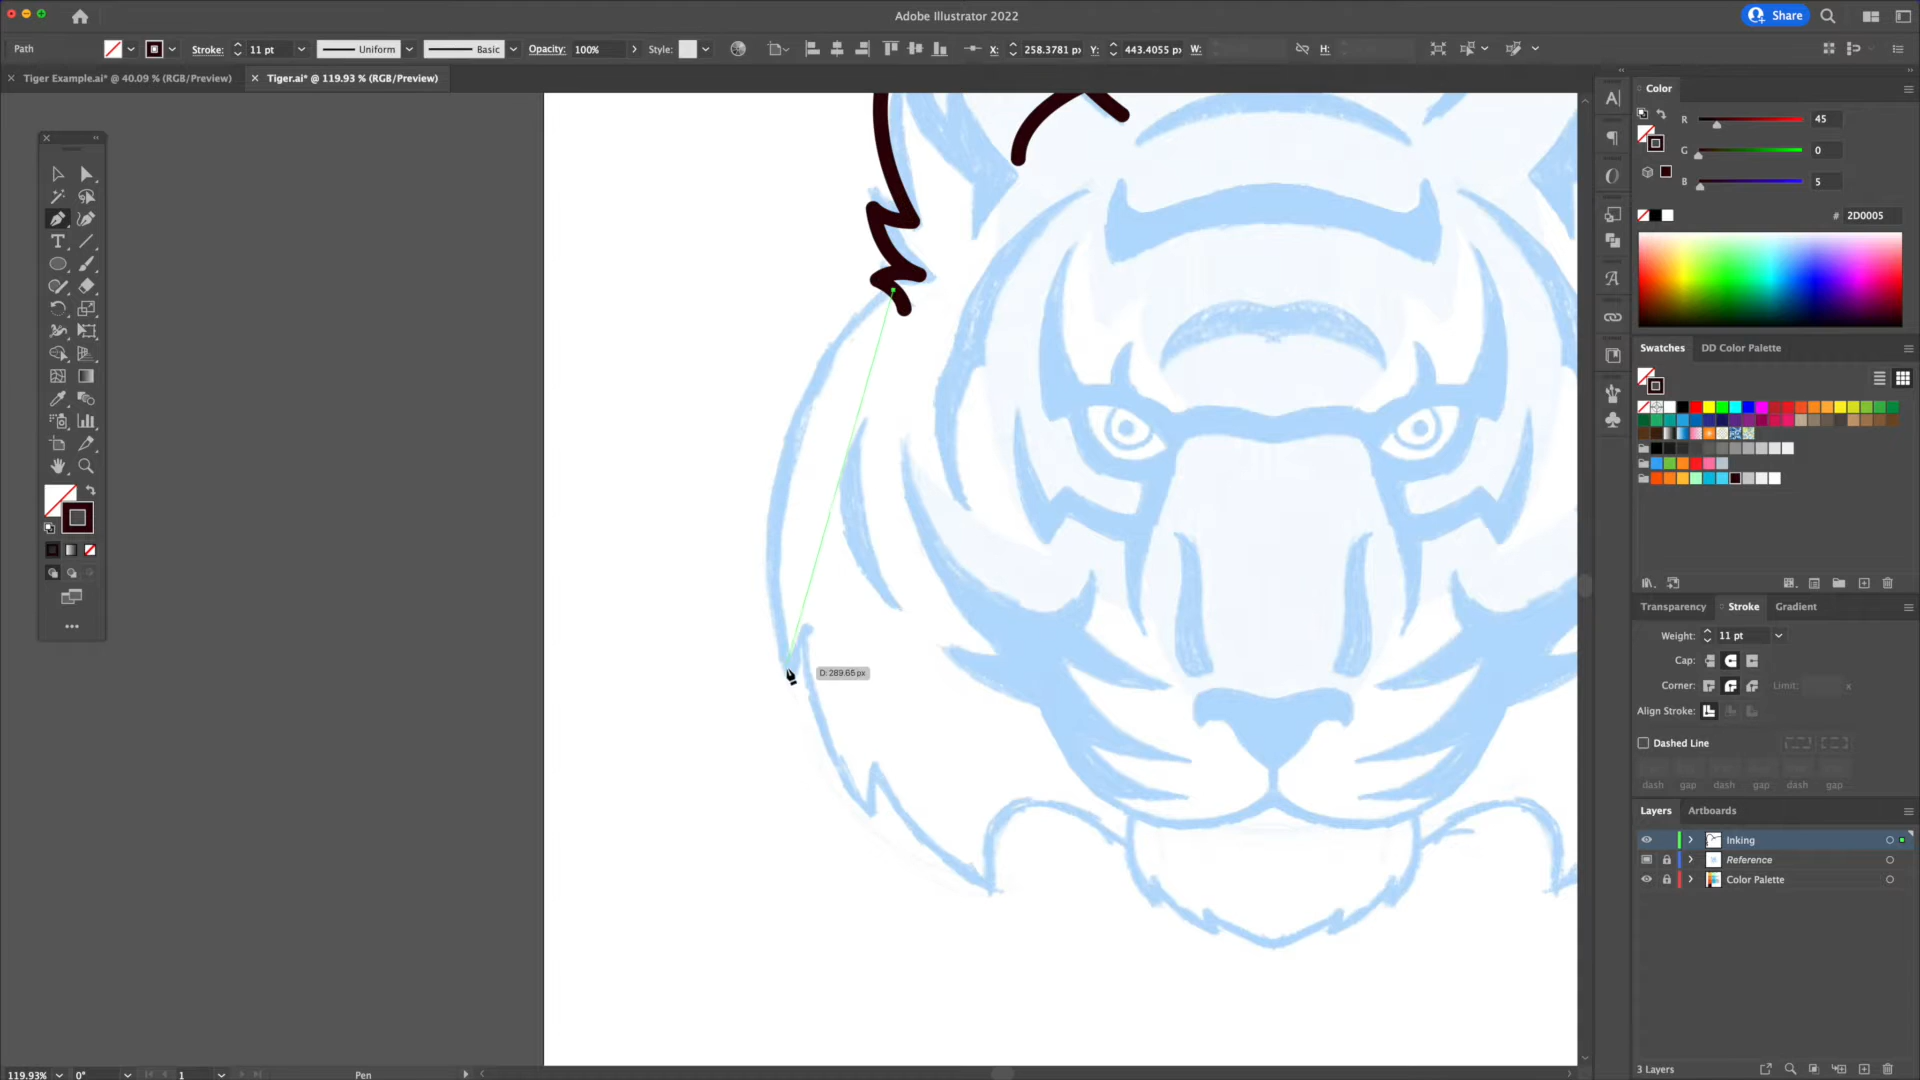 Adobe Illustrator 2022
Share
Path
Stroke:
11 pt
Uniform
Basic
Opacity:
100%
Style:
X:
258.3781 px
Y:
443.4055 px
W:
H:
Tiger Example.ai* @ 40.09 % (RGB/Preview)
Tiger.ai* @ 119.93 % (RGB/Preview)
Color
R
45
G
0
B
5
#
2D0005
Swatches
DD Color Palette
D: 289.65 px
Transparency
Stroke
Gradient
Weight:
11 pt
Cap:
Corner:
Limit:
x
Align Stroke:
Dashed Line
dash
gap
dash
gap
dash
gap
Layers
Artboards
Inking
Reference
Color Palette
3 Layers
119.93%
0°
1
Pen